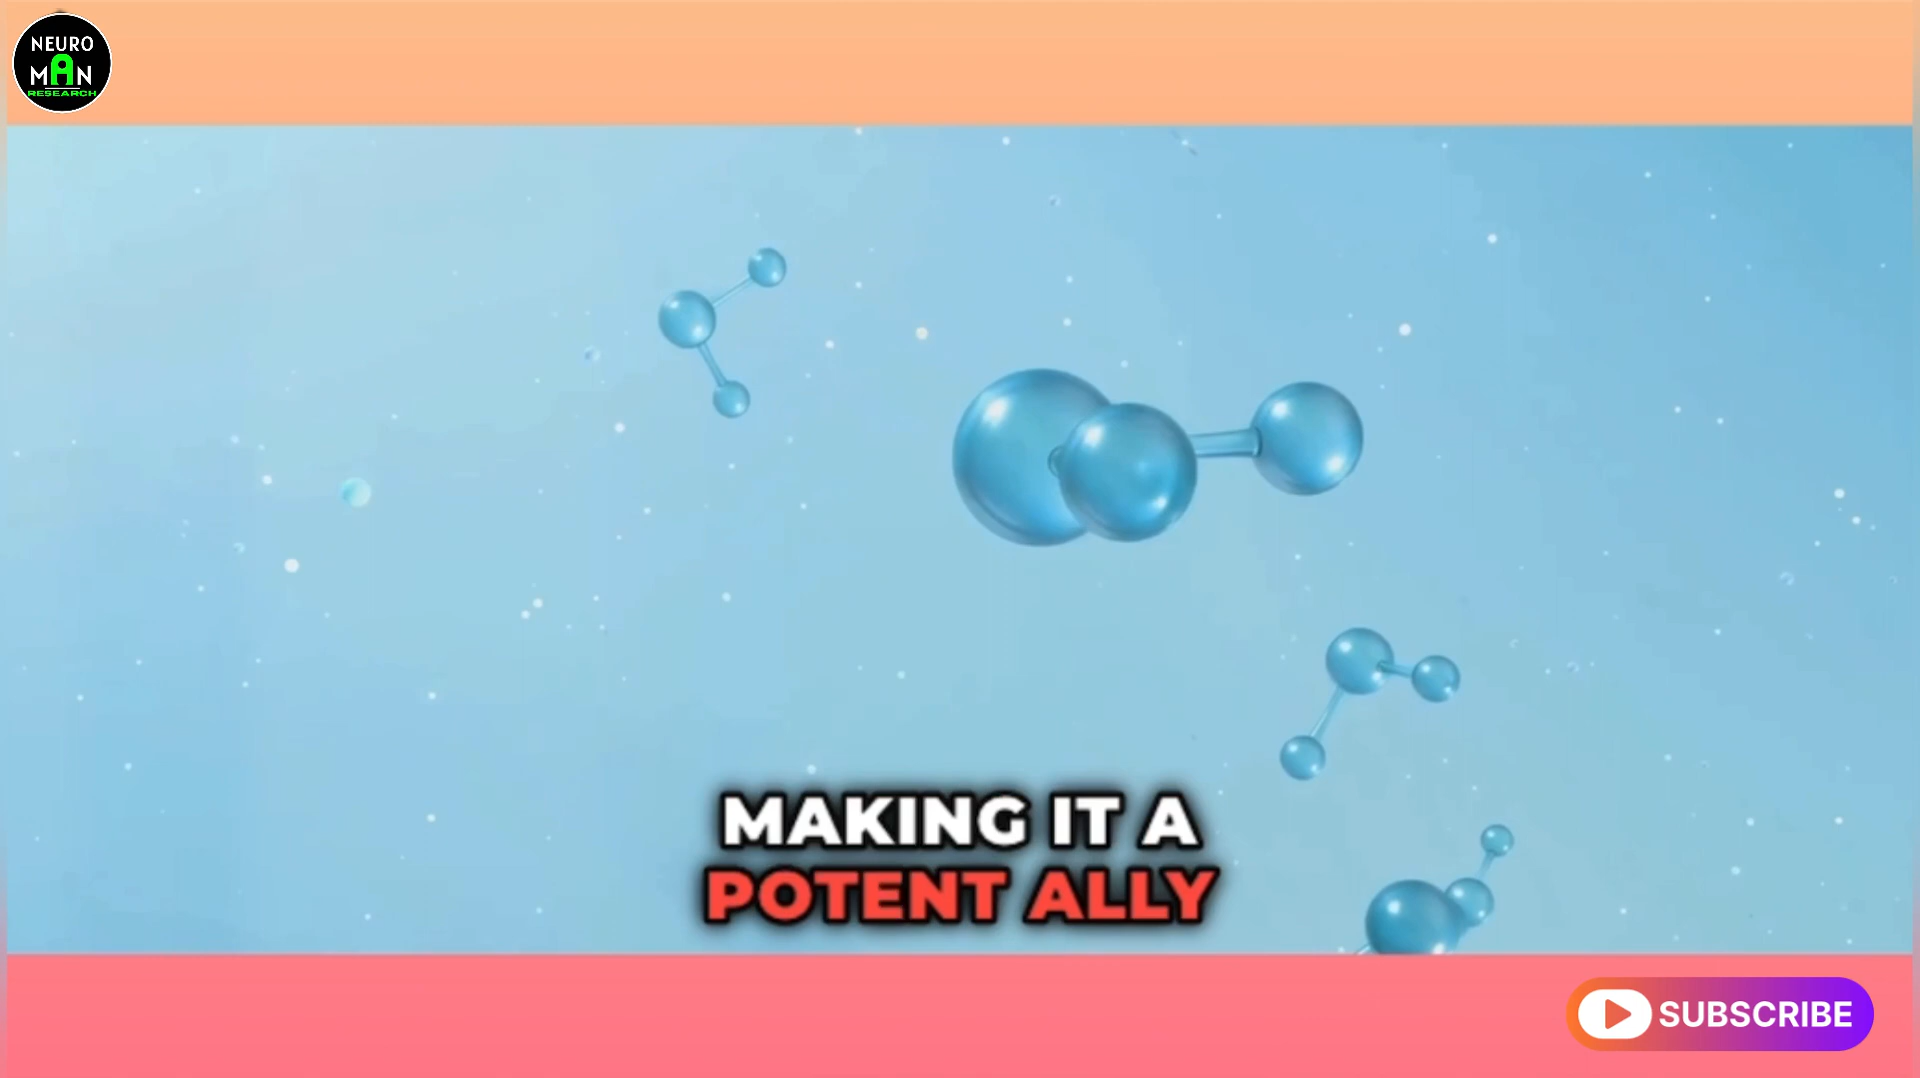 NEURO
MAN
RESEARCH
MAKING IT A
POTENT ALLY
SUBSCRIBE